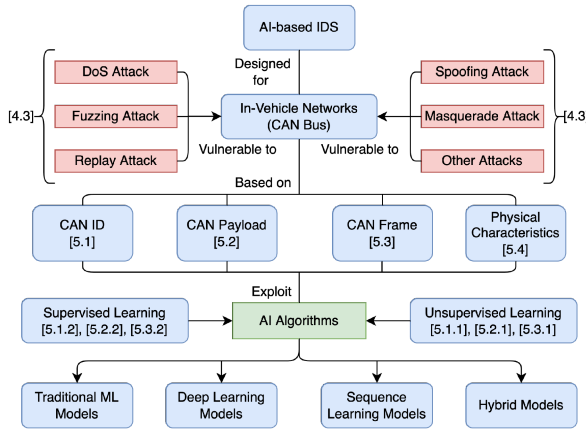 AI-based IDS
Designed
for
DoS Attack
Fuzzing Attack
Replay Attack
[4.3]
In-Vehicle Networks
(CAN Bus)
Spoofing Attack
Masquerade Attack
Other Attacks
[4.3
Vulnerable to
Vulnerable to
Based on
CAN ID
[5.1]
CAN Payload
[5.2]
CAN Frame
[5.3]
Physical
Characteristics
[5.4]
Exploit
Supervised Learning
[5.1.2], [5.2.2], [5.3.2]
AI Algorithms
Unsupervised Learning
[5.1.1], [5.2.1], [5.3.1]
Traditional ML
Models
Deep Learning
Models
Sequence
Learning Models
Hybrid Models